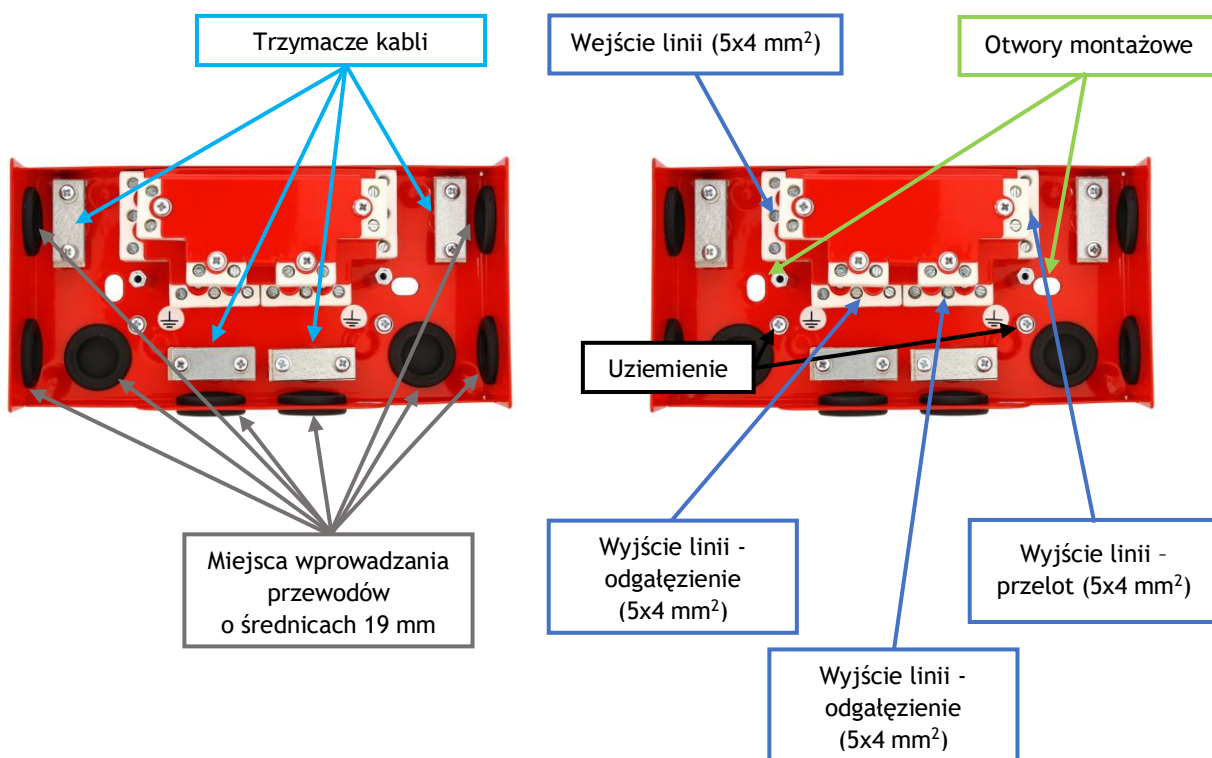 Trzymacze kabli
Wejście linii (5x4 mm²)
Otwory montażowe
Uziemienie
Miejsca wprowadzania
przewodów
o średnicach 19 mm
Wyjście linii -
odgałęzienie
(5x4 mm²)
Wyjście linii –
przelot (5x4 mm²)
Wyjście linii -
odgałęzienie
(5x4 mm²)